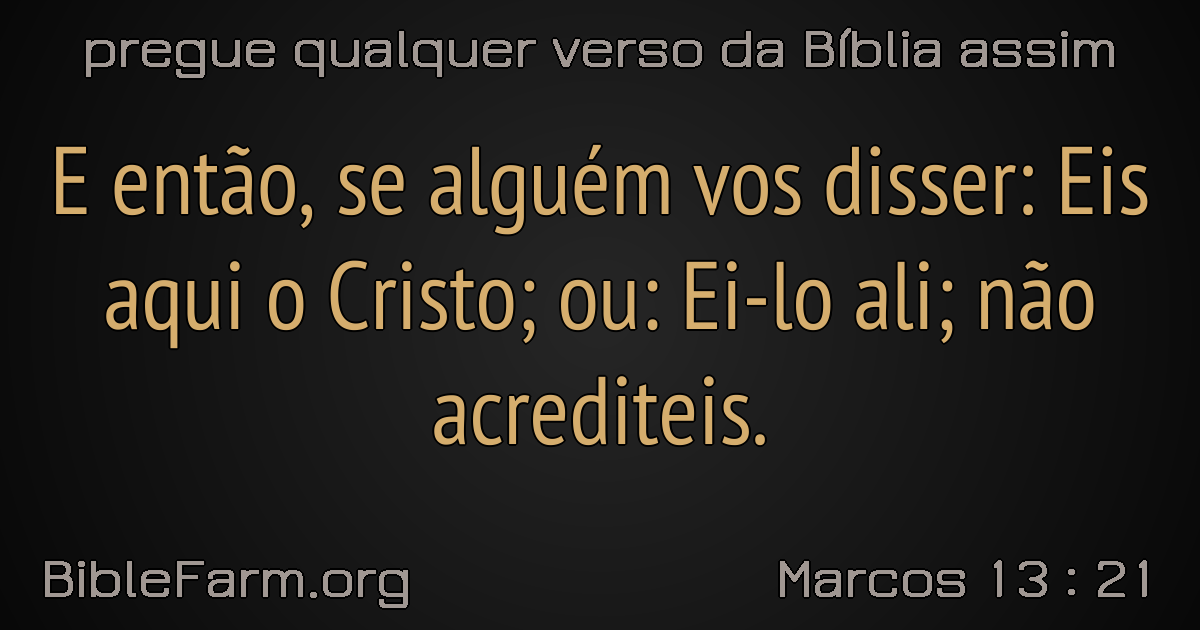 pregue qualquer verso da Bíblia assim
E então, se alguém vos disser: Eis
aqui o Cristo; ou: Ei-lo ali; não
acrediteis.
BibleFarm.org
Marcos 13 : 21